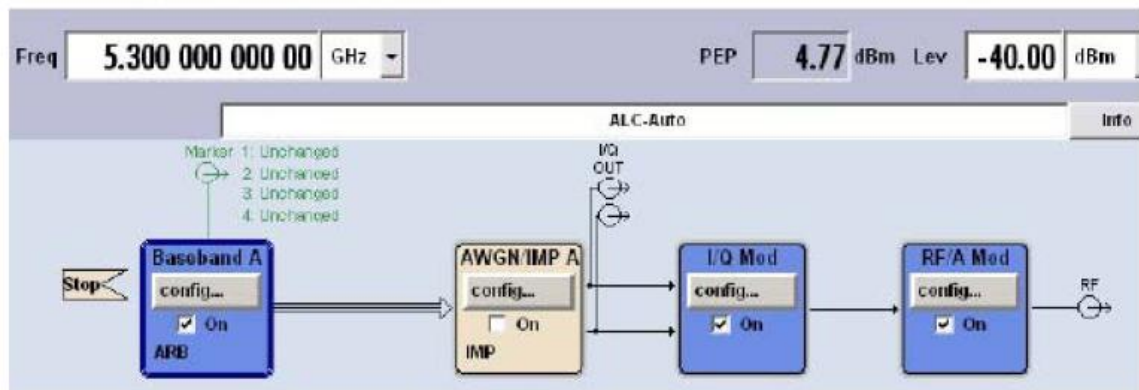 Freq 5.300 000 000 00 GHz PEP 4.77 dBm Lev -40.00 dBm
ALC-Auto Info
Marker 1: Unchanged
2: Unchanged
3: Unchanged
4: Unchanged
I/Q
OUT
Baseband A AWGN/IMP A I/Q Mod RF/A Mod
Stop config... config... config... config... RF
On On On On
ARB IMP